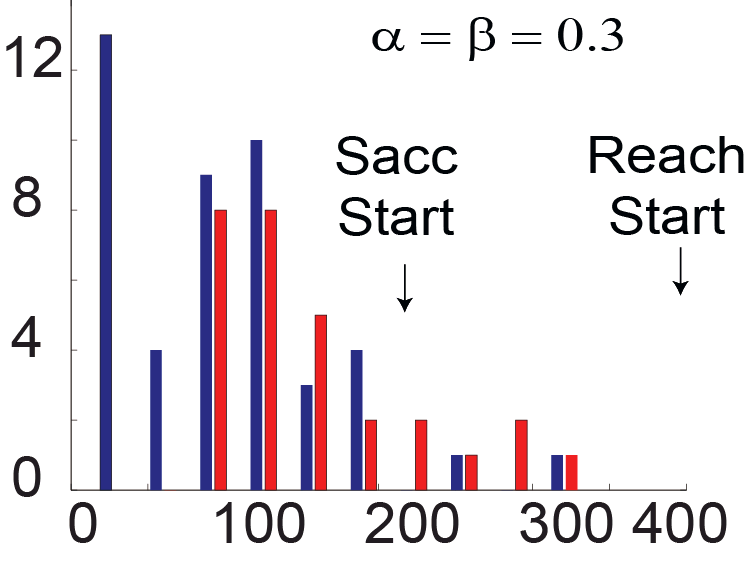 α = β = 0.3
12
Sacc
Start
Reach
Start
8
4
0
0 100 200 300 400